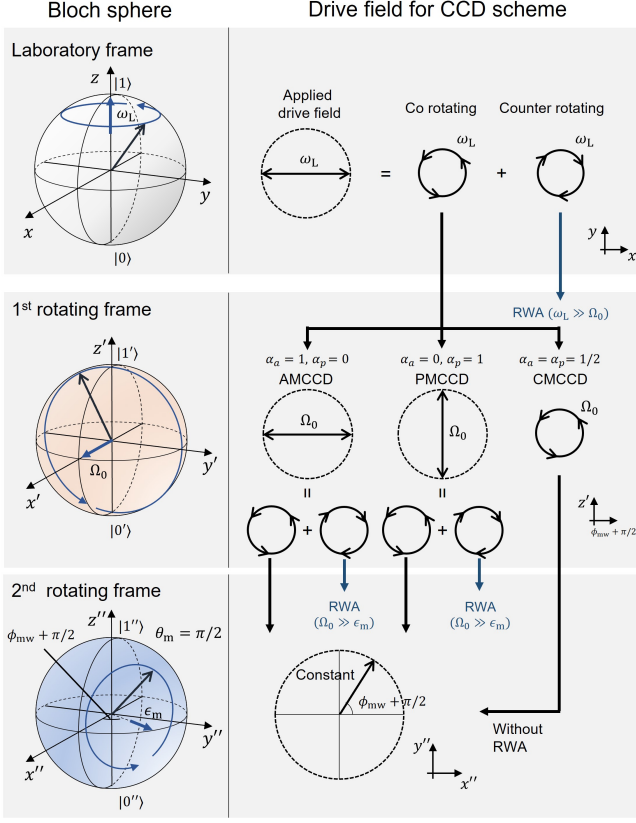 Bloch sphere
Drive field for CCD scheme
Laboratory frame
z
|1⟩
ω_L
y
x
|0⟩
Applied
drive field
ω_L
=
Co rotating
ω_L
+
Counter rotating
ω_L
y
x
RWA (ω_L ≫ Ω_0)
1st rotating frame
z′
|1′⟩
Ω_0
y′
x′
|0′⟩
α_a = 1, α_p = 0
AMCCD
Ω_0
α_a = 0, α_p = 1
PMCCD
Ω_0
α_a = α_p = 1/2
CMCCD
Ω_0
=
=
+
+
z′
ϕ_mw + π/2
RWA
(Ω_0 ≫ ϵ_m)
RWA
(Ω_0 ≫ ϵ_m)
2nd rotating frame
z′′
ϕ_mw + π/2
|1′′⟩
θ_m = π/2
ϵ_m
y′′
x′′
|0′′⟩
Constant
ϕ_mw + π/2
Without
RWA
y′′
x′′